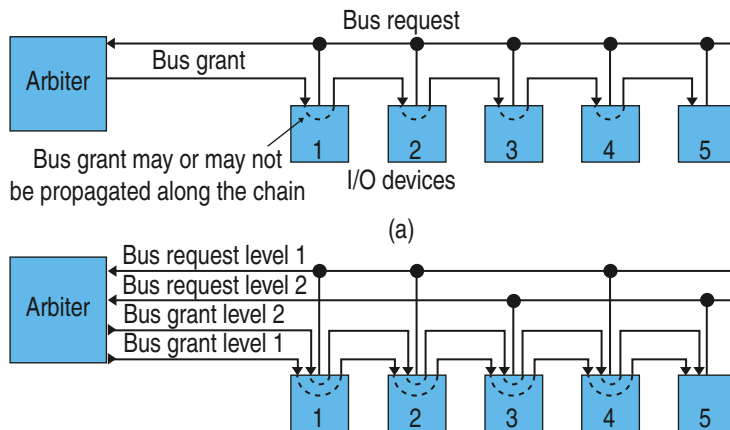 Bus request
Bus grant
Arbiter
1 2 3 4 5
Bus grant may or may not
be propagated along the chain
I/O devices
(a)
Bus request level 1
Bus request level 2
Arbiter
Bus grant level 2
Bus grant level 1
1 2 3 4 5